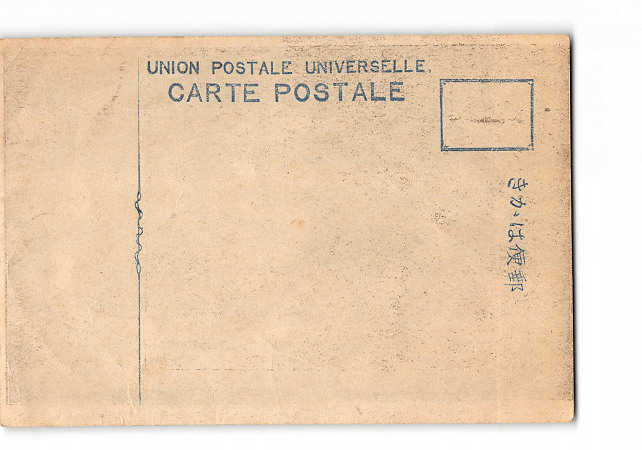 UNION POSTALE UNIVERSELLE.
CARTE POSTALE
郵便はかき